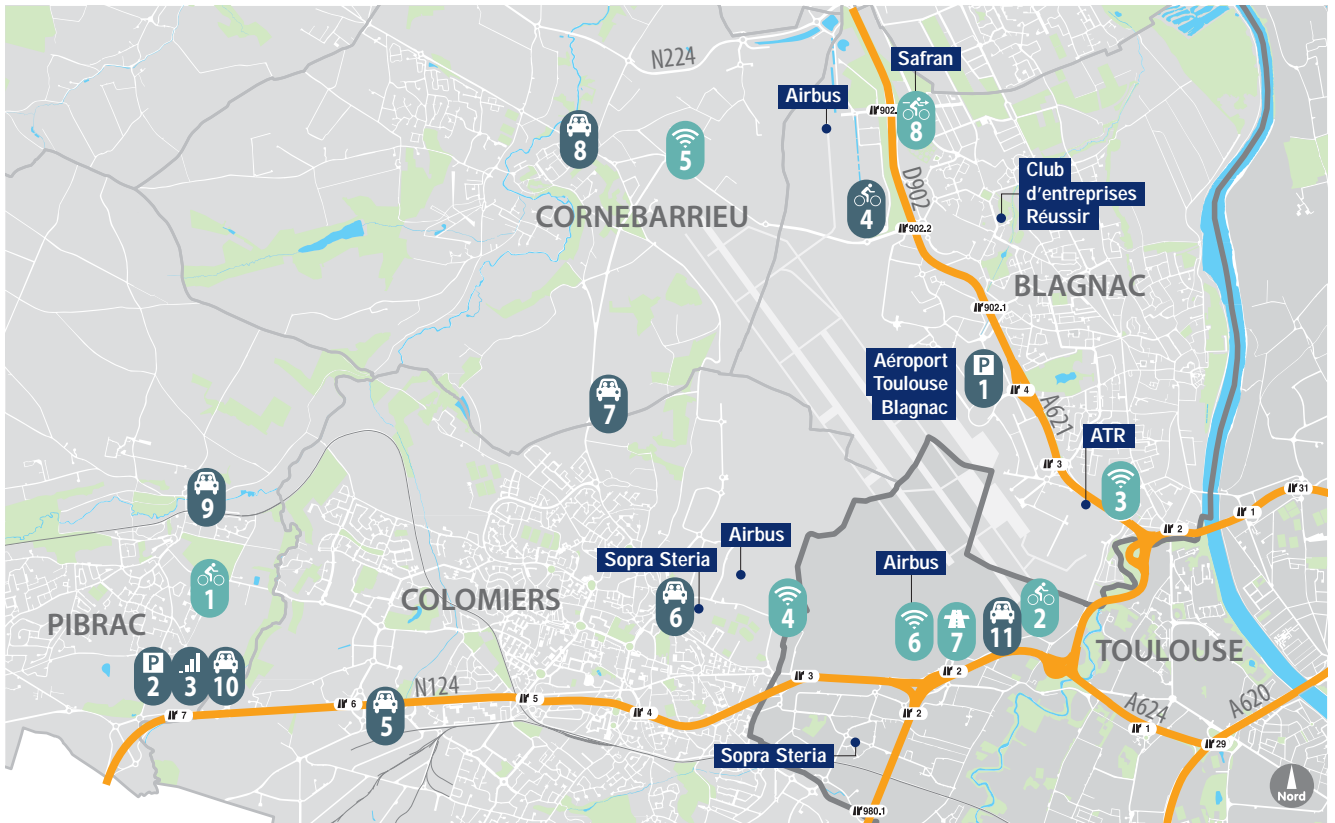 N224
Safran
Airbus
902.
8
8
5
Club
d'entreprises
Réussir
D902
4
CORNEBARRIEU
902.2
BLAGNAC
902.1
Aéroport
Toulouse
Blagnac
P
1
4
A621
7
ATR
3
3
9
31
1
2
Airbus
Sopra Steria
Airbus
1
COLOMIERS
6
4
6
7
11
2
PIBRAC
TOULOUSE
P
2
3
10
N124
3
2
A624
A620
7
6
5
5
4
2
1
29
Sopra Steria
980.1
Nord